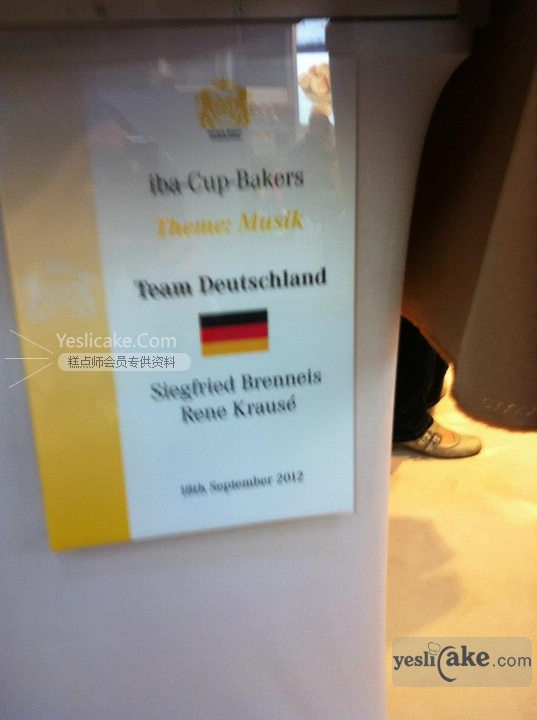 iba-Cup-Bakers
Theme: Musik
Team Deutschland
Yeslicake.Com
糕点师会员专供资料
Siegfried Brenneis
Rene Krausé
18th September 2012
yeslicake.com